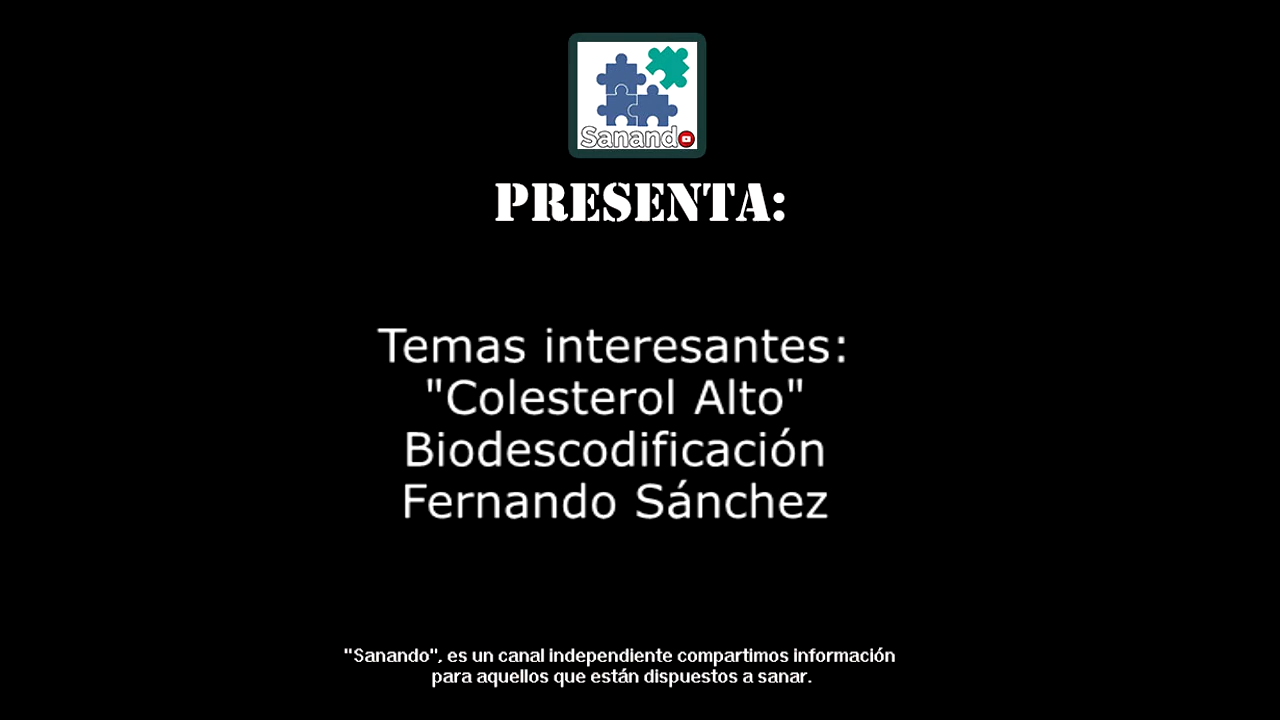 Sanando
PRESENTA:
Temas interesantes:
"Colesterol Alto"
Biodescodificación
Fernando Sánchez
"Sanando", es un canal independiente compartimos información
para aquellos que están dispuestos a sanar.